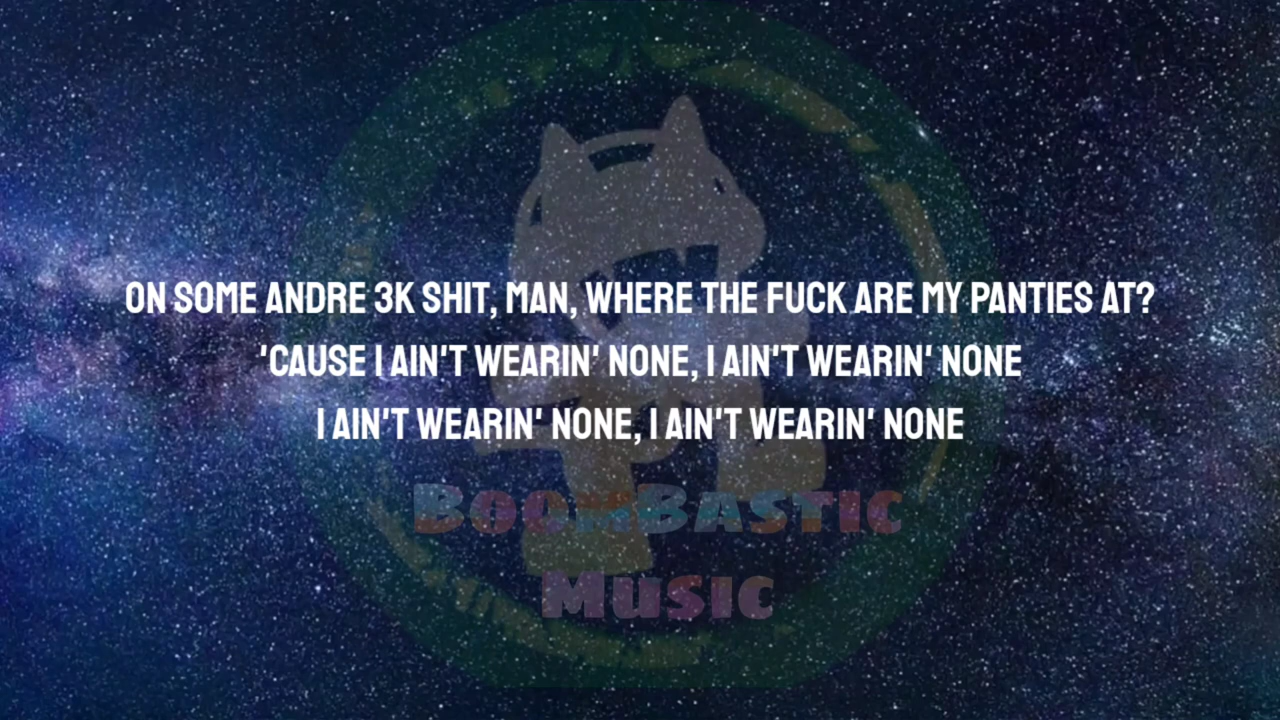 ON SOME ANDRE 3K SHIT, MAN, WHERE THE FUCK ARE MY PANTIES AT?
'CAUSE I AIN'T WEARIN' NONE, I AIN'T WEARIN' NONE
I AIN'T WEARIN' NONE, I AIN'T WEARIN' NONE
BOOMBASTIC
MUSIC